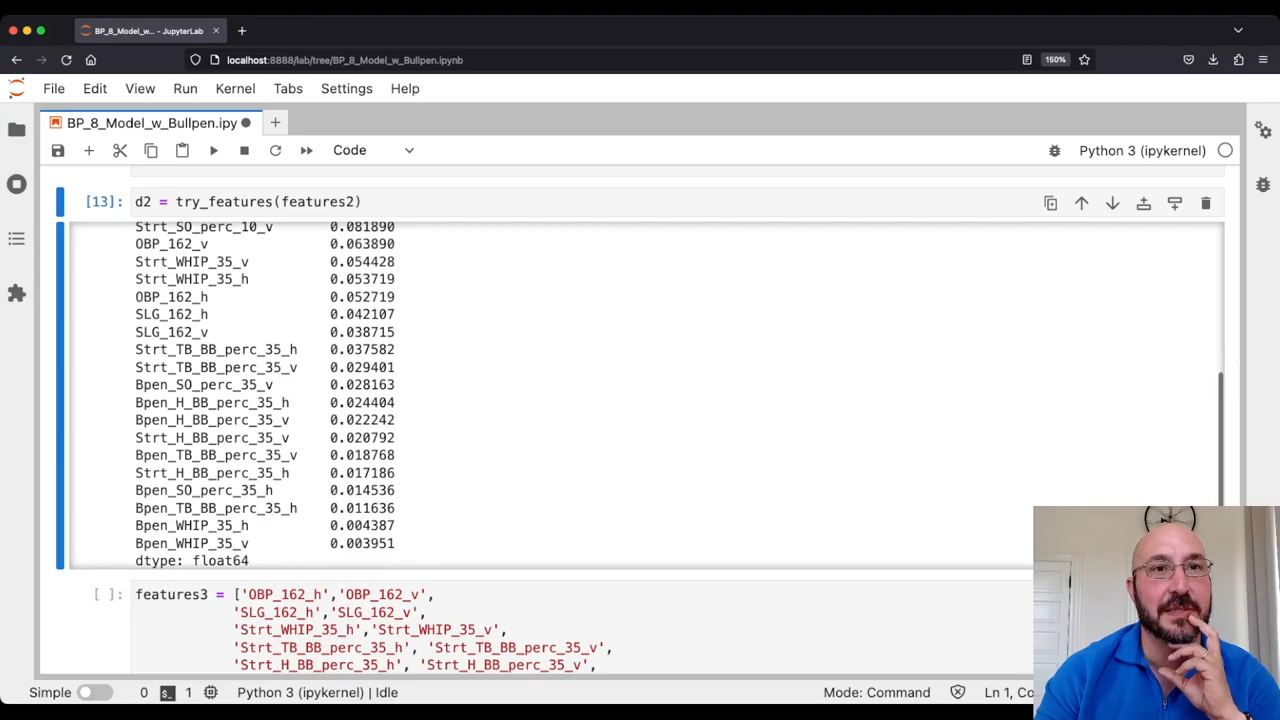 BP_8_Model_w... - JupyterLab
localhost:8888/lab/tree/BP_8_Model_w_Bullpen.ipynb
150%
File Edit View Run Kernel Tabs Settings Help
BP_8_Model_w_Bullpen.ipy
Code
Python 3 (ipykernel)
[13]: d2 = try_features(features2)
Strt_SO_perc_10_v 0.081890
OBP_162_v 0.063890
Strt_WHIP_35_v 0.054428
Strt_WHIP_35_h 0.053719
OBP_162_h 0.052719
SLG_162_h 0.042107
SLG_162_v 0.038715
Strt_TB_BB_perc_35_h 0.037582
Strt_TB_BB_perc_35_v 0.029401
Bpen_SO_perc_35_v 0.028163
Bpen_H_BB_perc_35_h 0.024404
Bpen_H_BB_perc_35_v 0.022242
Strt_H_BB_perc_35_v 0.020792
Bpen_TB_BB_perc_35_v 0.018768
Strt_H_BB_perc_35_h 0.017186
Bpen_SO_perc_35_h 0.014536
Bpen_TB_BB_perc_35_h 0.011636
Bpen_WHIP_35_h 0.004387
Bpen_WHIP_35_v 0.003951
dtype: float64
[ ]: features3 = ['OBP_162_h','OBP_162_v',
'SLG_162_h','SLG_162_v',
'Strt_WHIP_35_h','Strt_WHIP_35_v',
'Strt_TB_BB_perc_35_h', 'Strt_TB_BB_perc_35_v',
'Strt_H_BB_perc_35_h', 'Strt_H_BB_perc_35_v',
Simple 0 1 Python 3 (ipykernel) | Idle Mode: Command Ln 1, Co